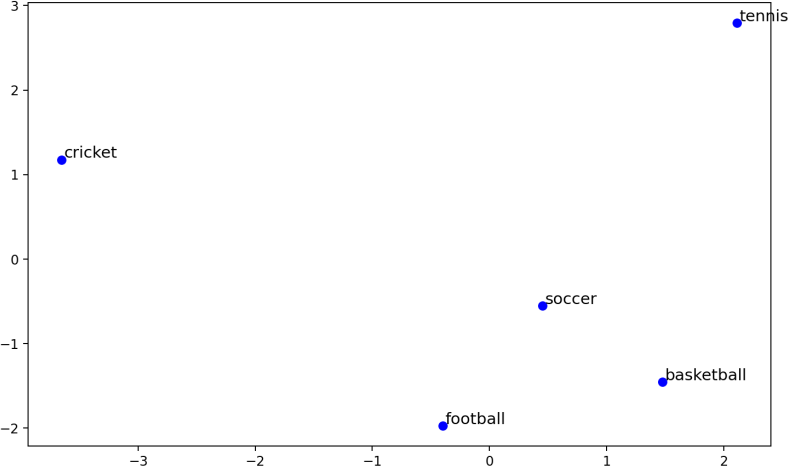 3
tennis
2
cricket
1
0
soccer
−1
basketball
football
−2
−3 −2 −1 0 1 2